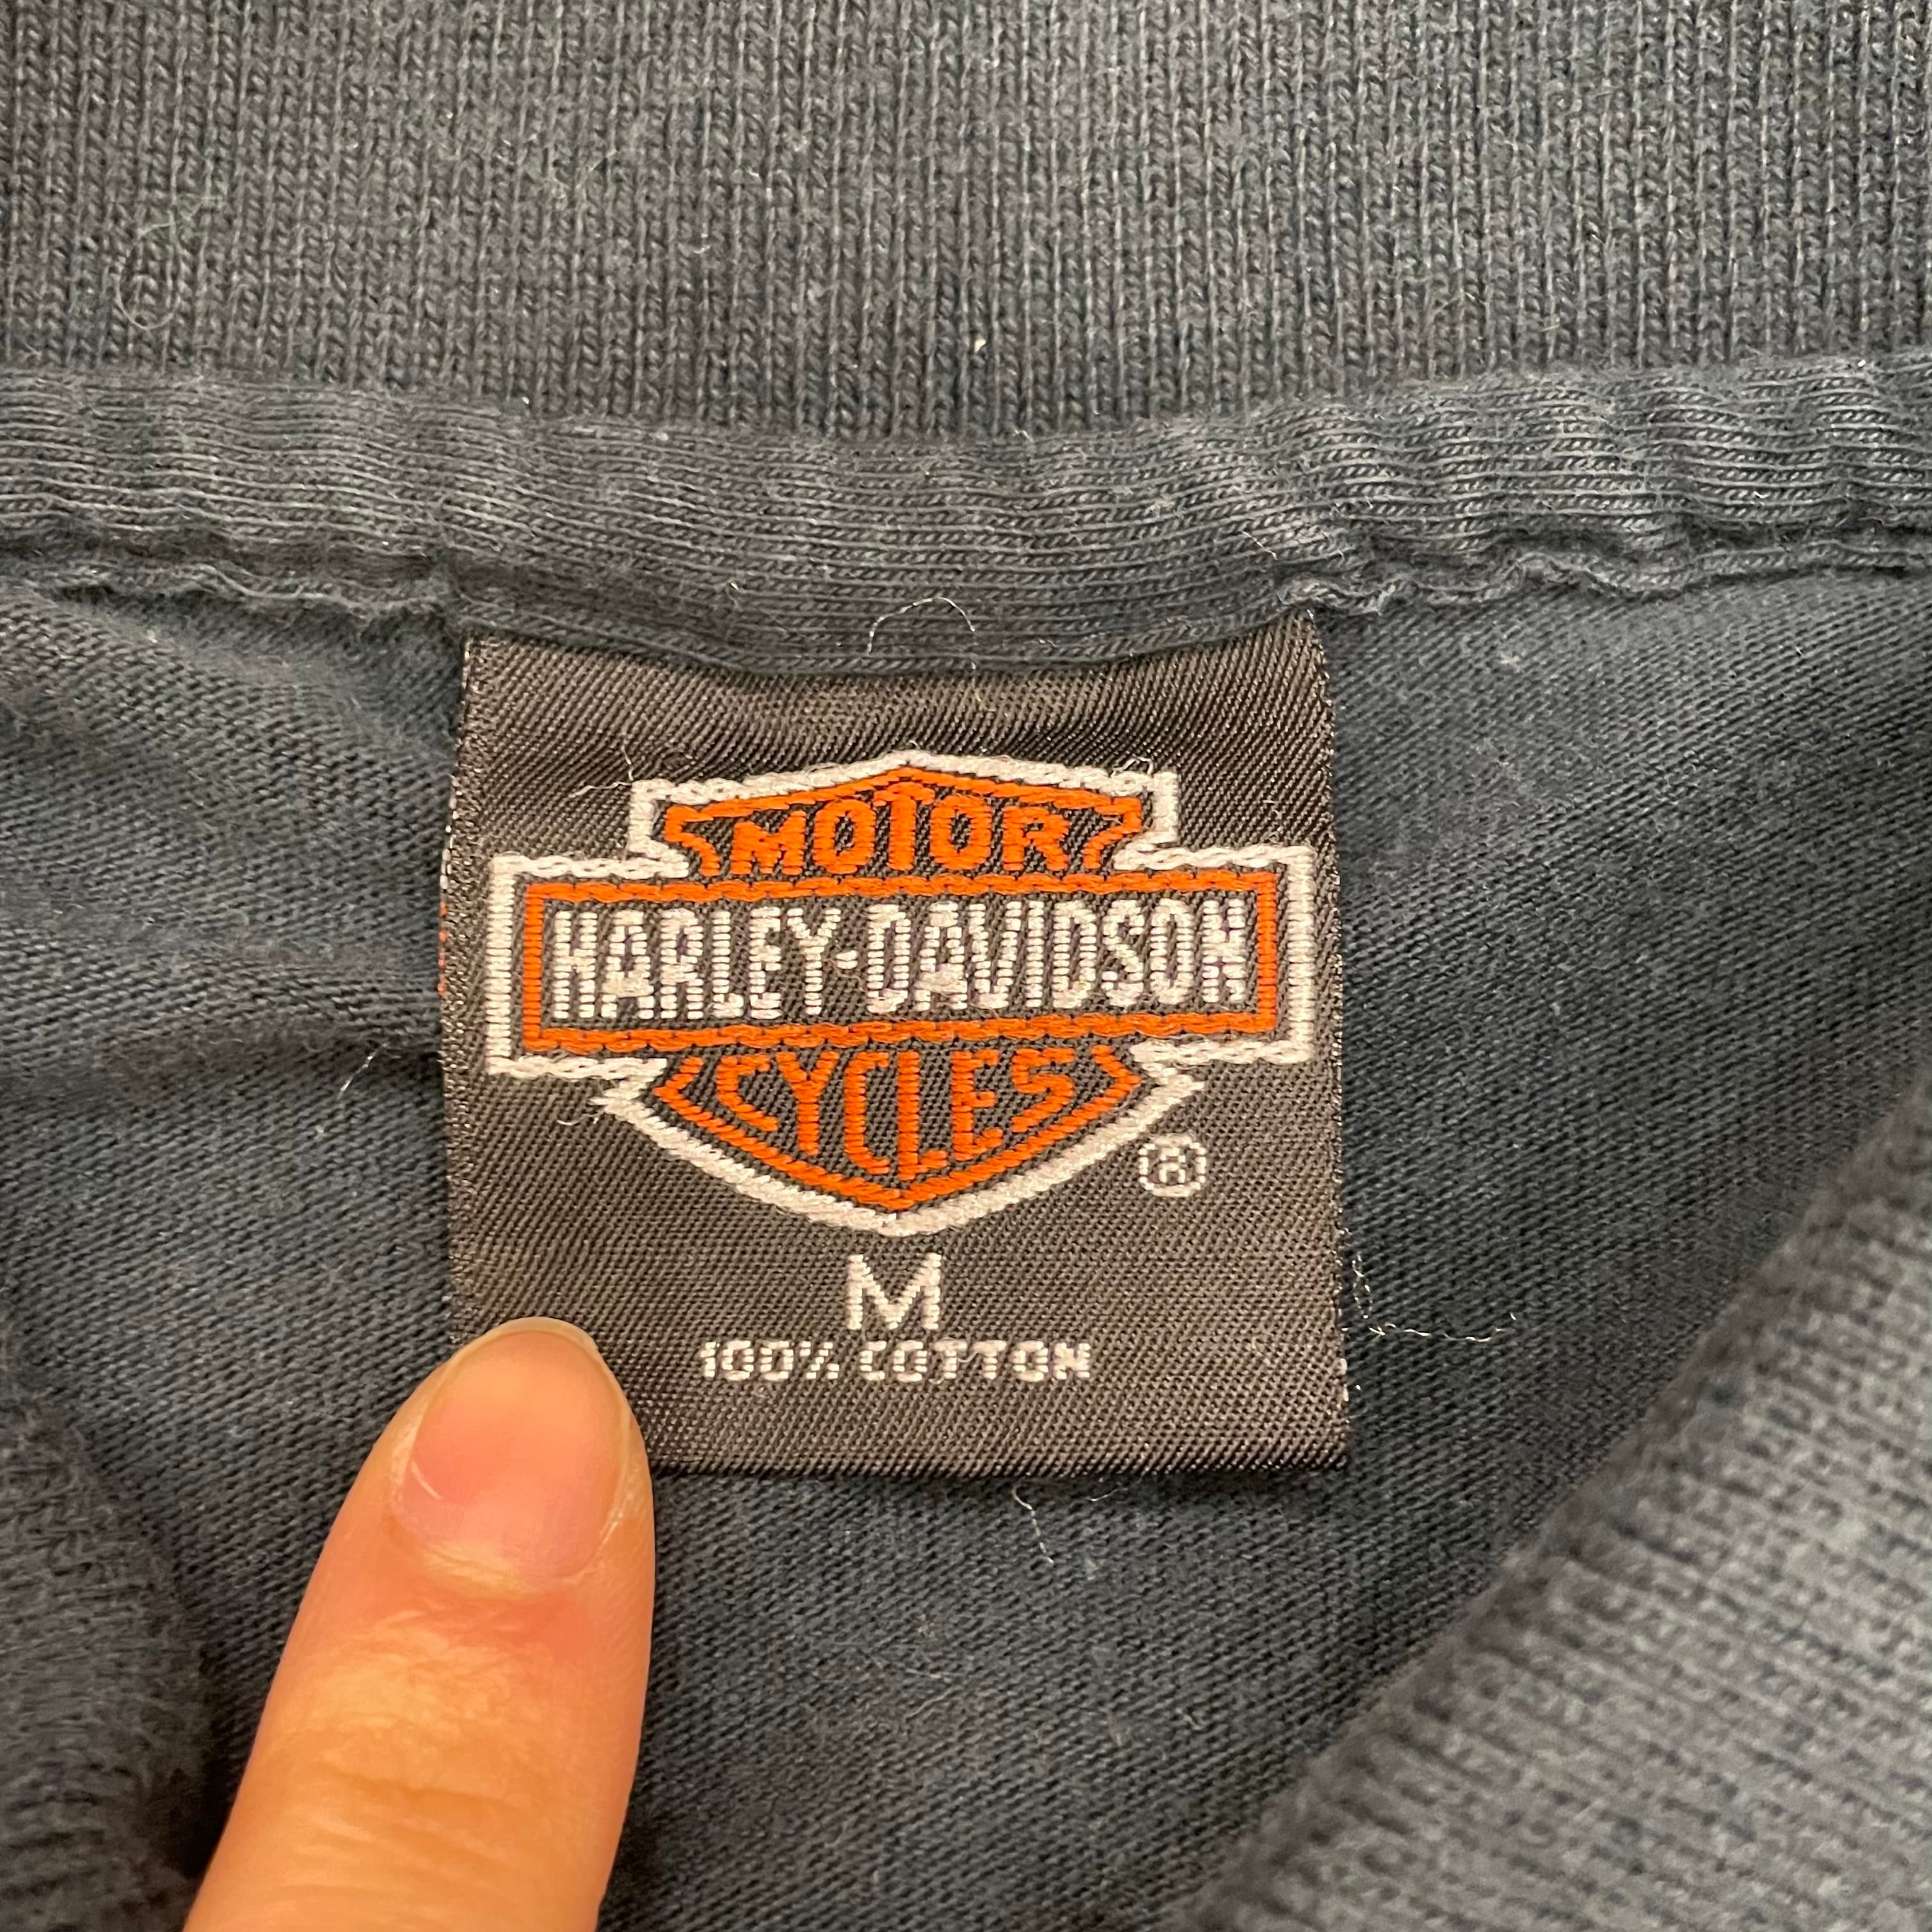 MOTOR
HARLEY-DAVIDSON
CYCLES
®
M
100% COTTON